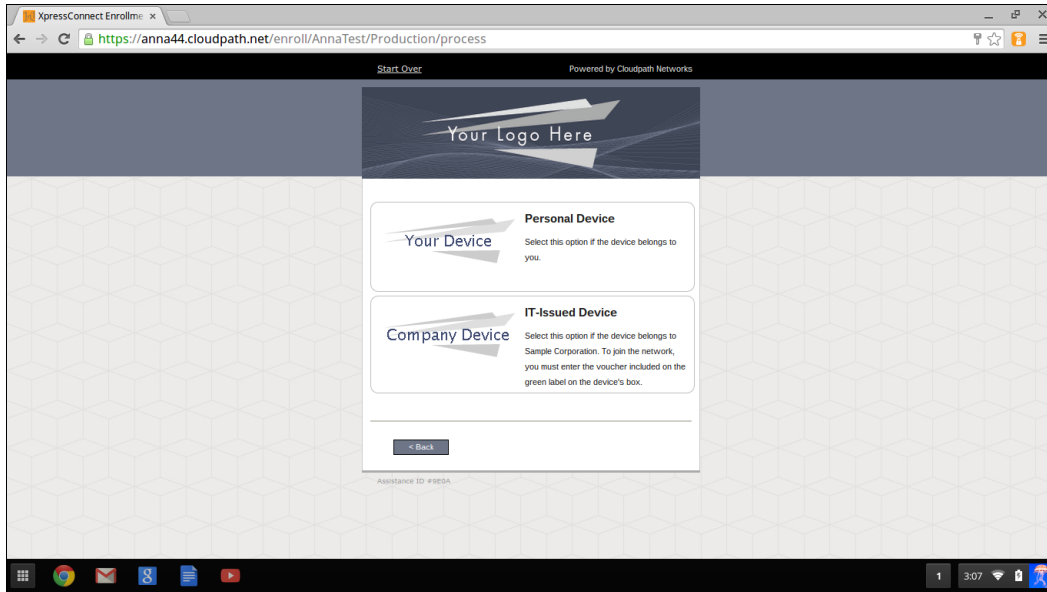 XpressConnect Enrollme
https://anna44.cloudpath.net/enroll/AnnaTest/Production/process
Start Over
Powered by Cloudpath Networks
Your Logo Here
Your Device
Personal Device
Select this option if the device belongs to
you.
Company Device
IT-Issued Device
Select this option if the device belongs to
Sample Corporation. To join the network,
you must enter the voucher included on the
green label on the device's box.
< Back
Assistance ID #9E0A
8
1
3:07